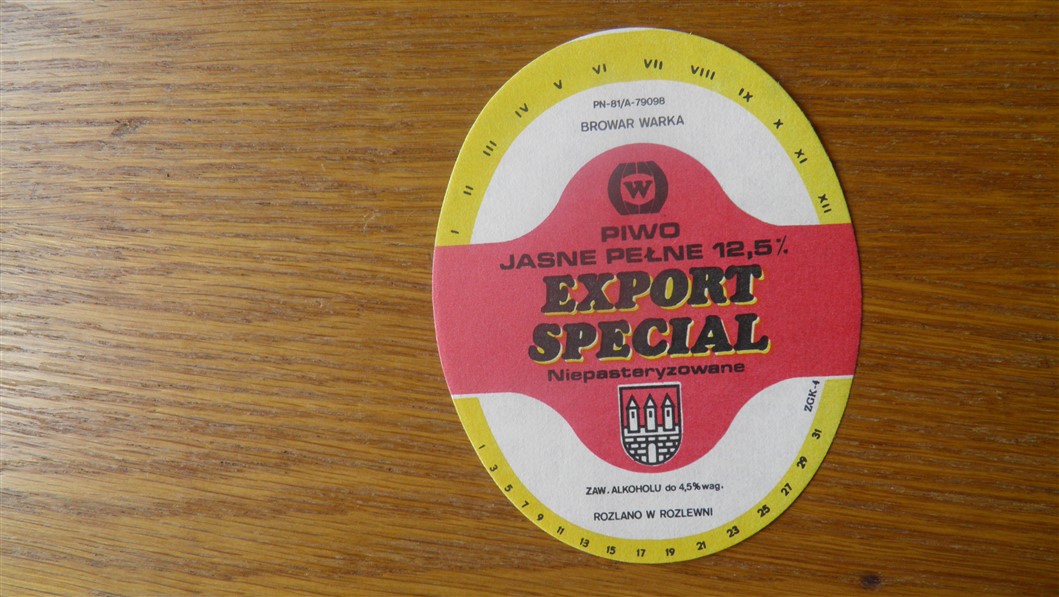 I II III IV V VI VII VIII IX X XI XII
PN-81/A-79098
BROWAR WARKA
W
PIWO
JASNE PEŁNE 12,5%
EXPORT
SPECIAL
Niepasteryzowane
ZGK-4
ZAW. ALKOHOLU do 4,5% wag.
ROZLANO W ROZLEWNI
1 3 5 7 9 11 13 15 17 19 21 23 25 27 29 31